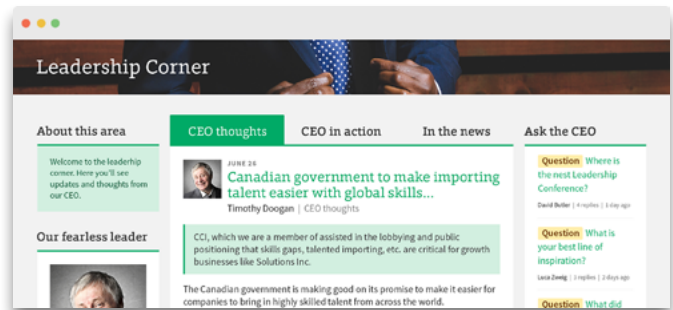 Leadership Corner
About this area
Welcome to the leaderhip
corner. Here you'll see
updates and thoughts from
our CEO.
Our fearless leader
CEO thoughts
CEO in action
In the news
JUNE 26
Canadian government to make importing
talent easier with global skills...
Timothy Doogan | CEO thoughts
CCI, which we are a member of assisted in the lobbying and public
positioning that skills gaps, talented importing, etc. are critical for growth
businesses like Solutions Inc.
The Canadian government is making good on its promise to make it easier for
companies to bring in highly skilled talent from across the world.
Ask the CEO
Question Where is
the nest Leadership
Conference?
David Butler | 4 replies | 1 day ago
Question What is
your best line of
inspiration?
Luca Zweig | 3 replies | 2 days ago
Question What did